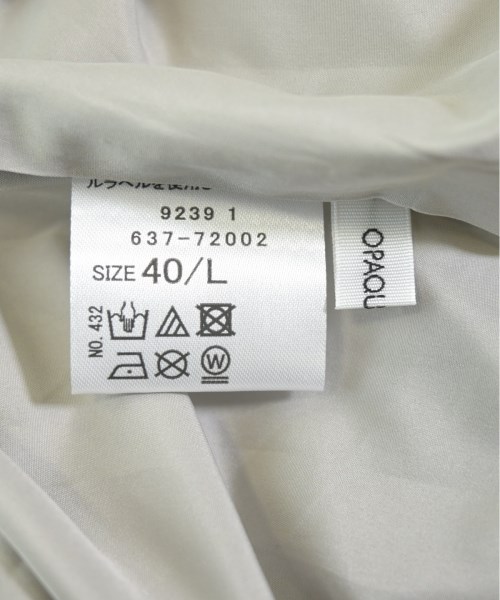 9239 1
637-72002
SIZE 40/L
NO. 432
W
OPAQU